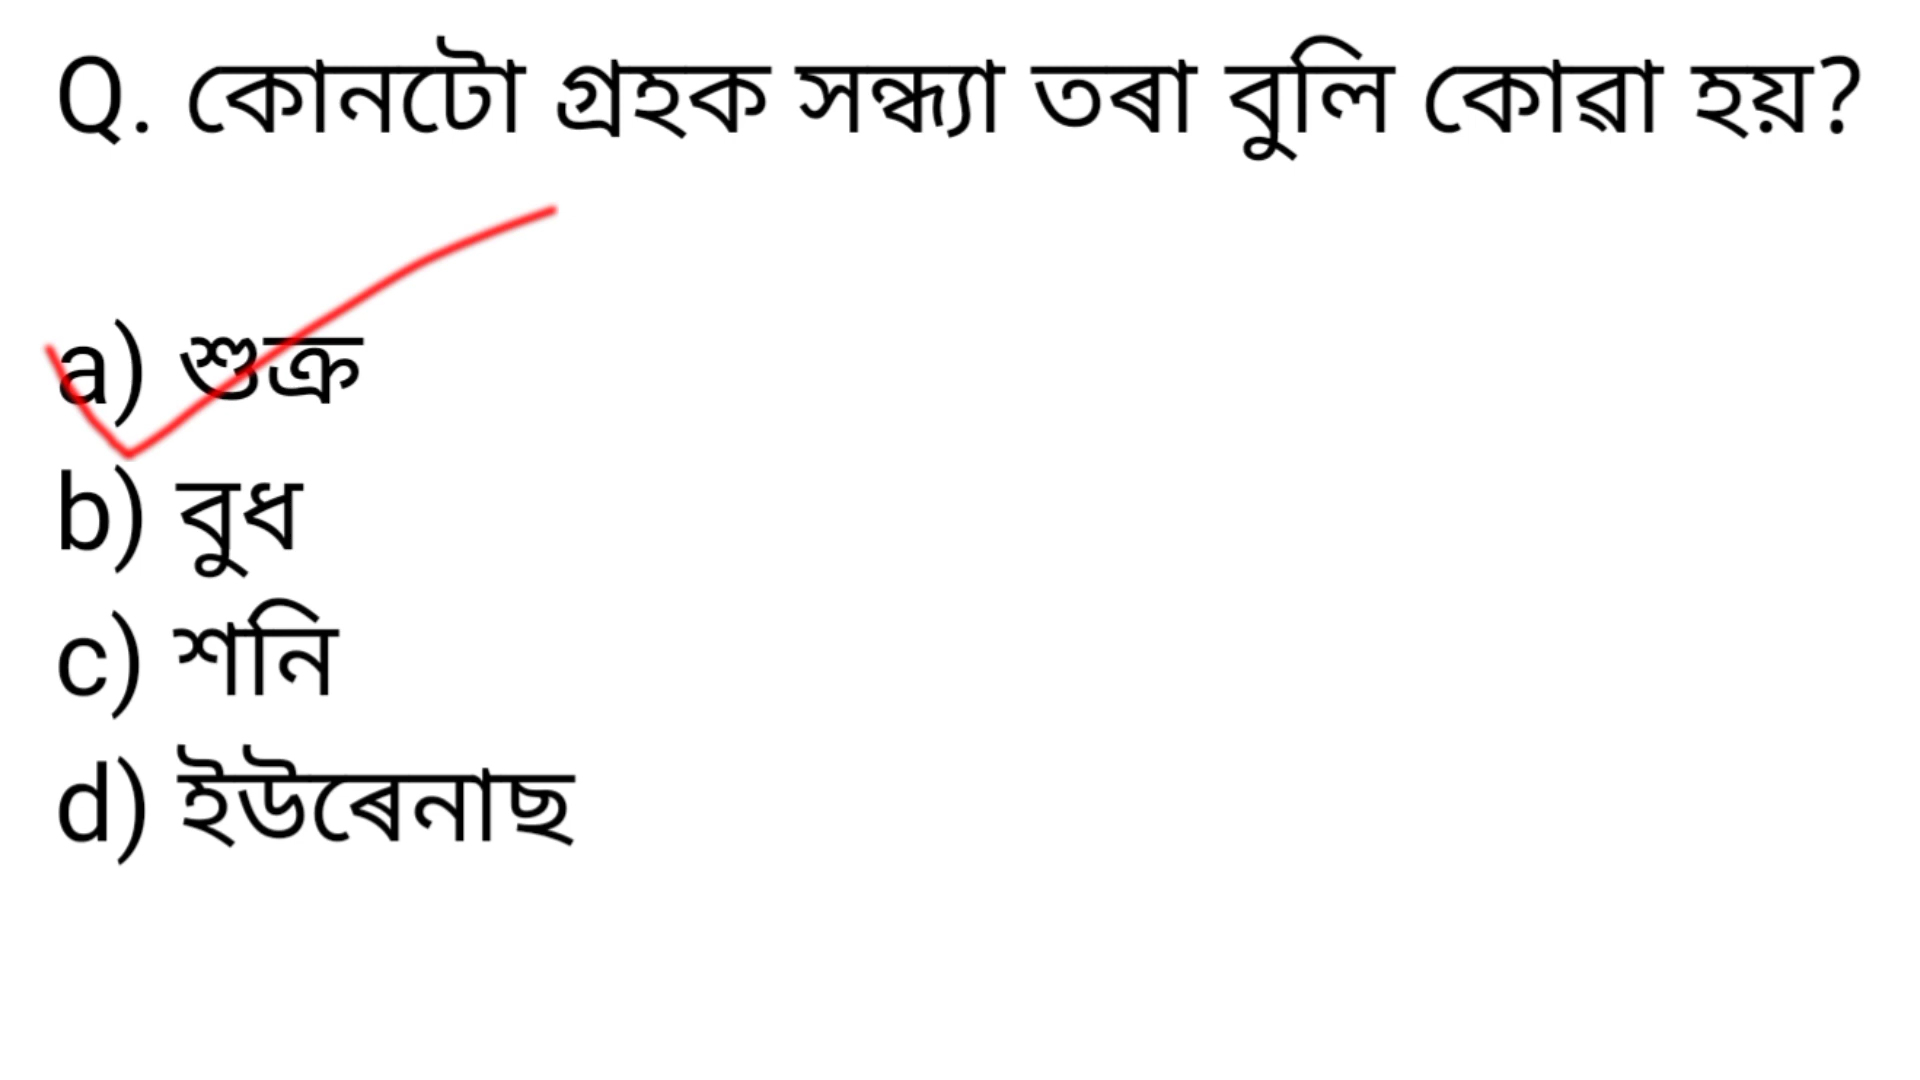 Q. কোনটো গ্ৰহক সন্ধ্যা তৰা বুলি কোৱা হয়?
a) শুক্ৰ
b) বুধ
c) শনি
d) ইউৰেনাছ